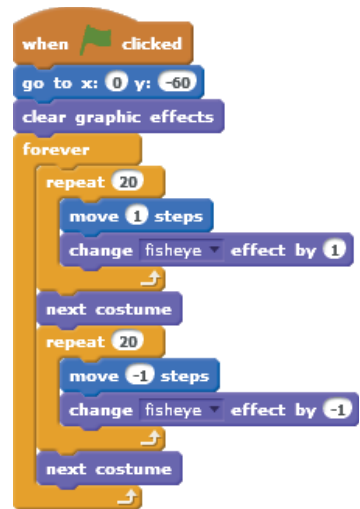 when clicked
go to x: 0 y: -60
clear graphic effects
forever
repeat 20
move 1 steps
change fisheye effect by 1
next costume
repeat 20
move -1 steps
change fisheye effect by -1
next costume